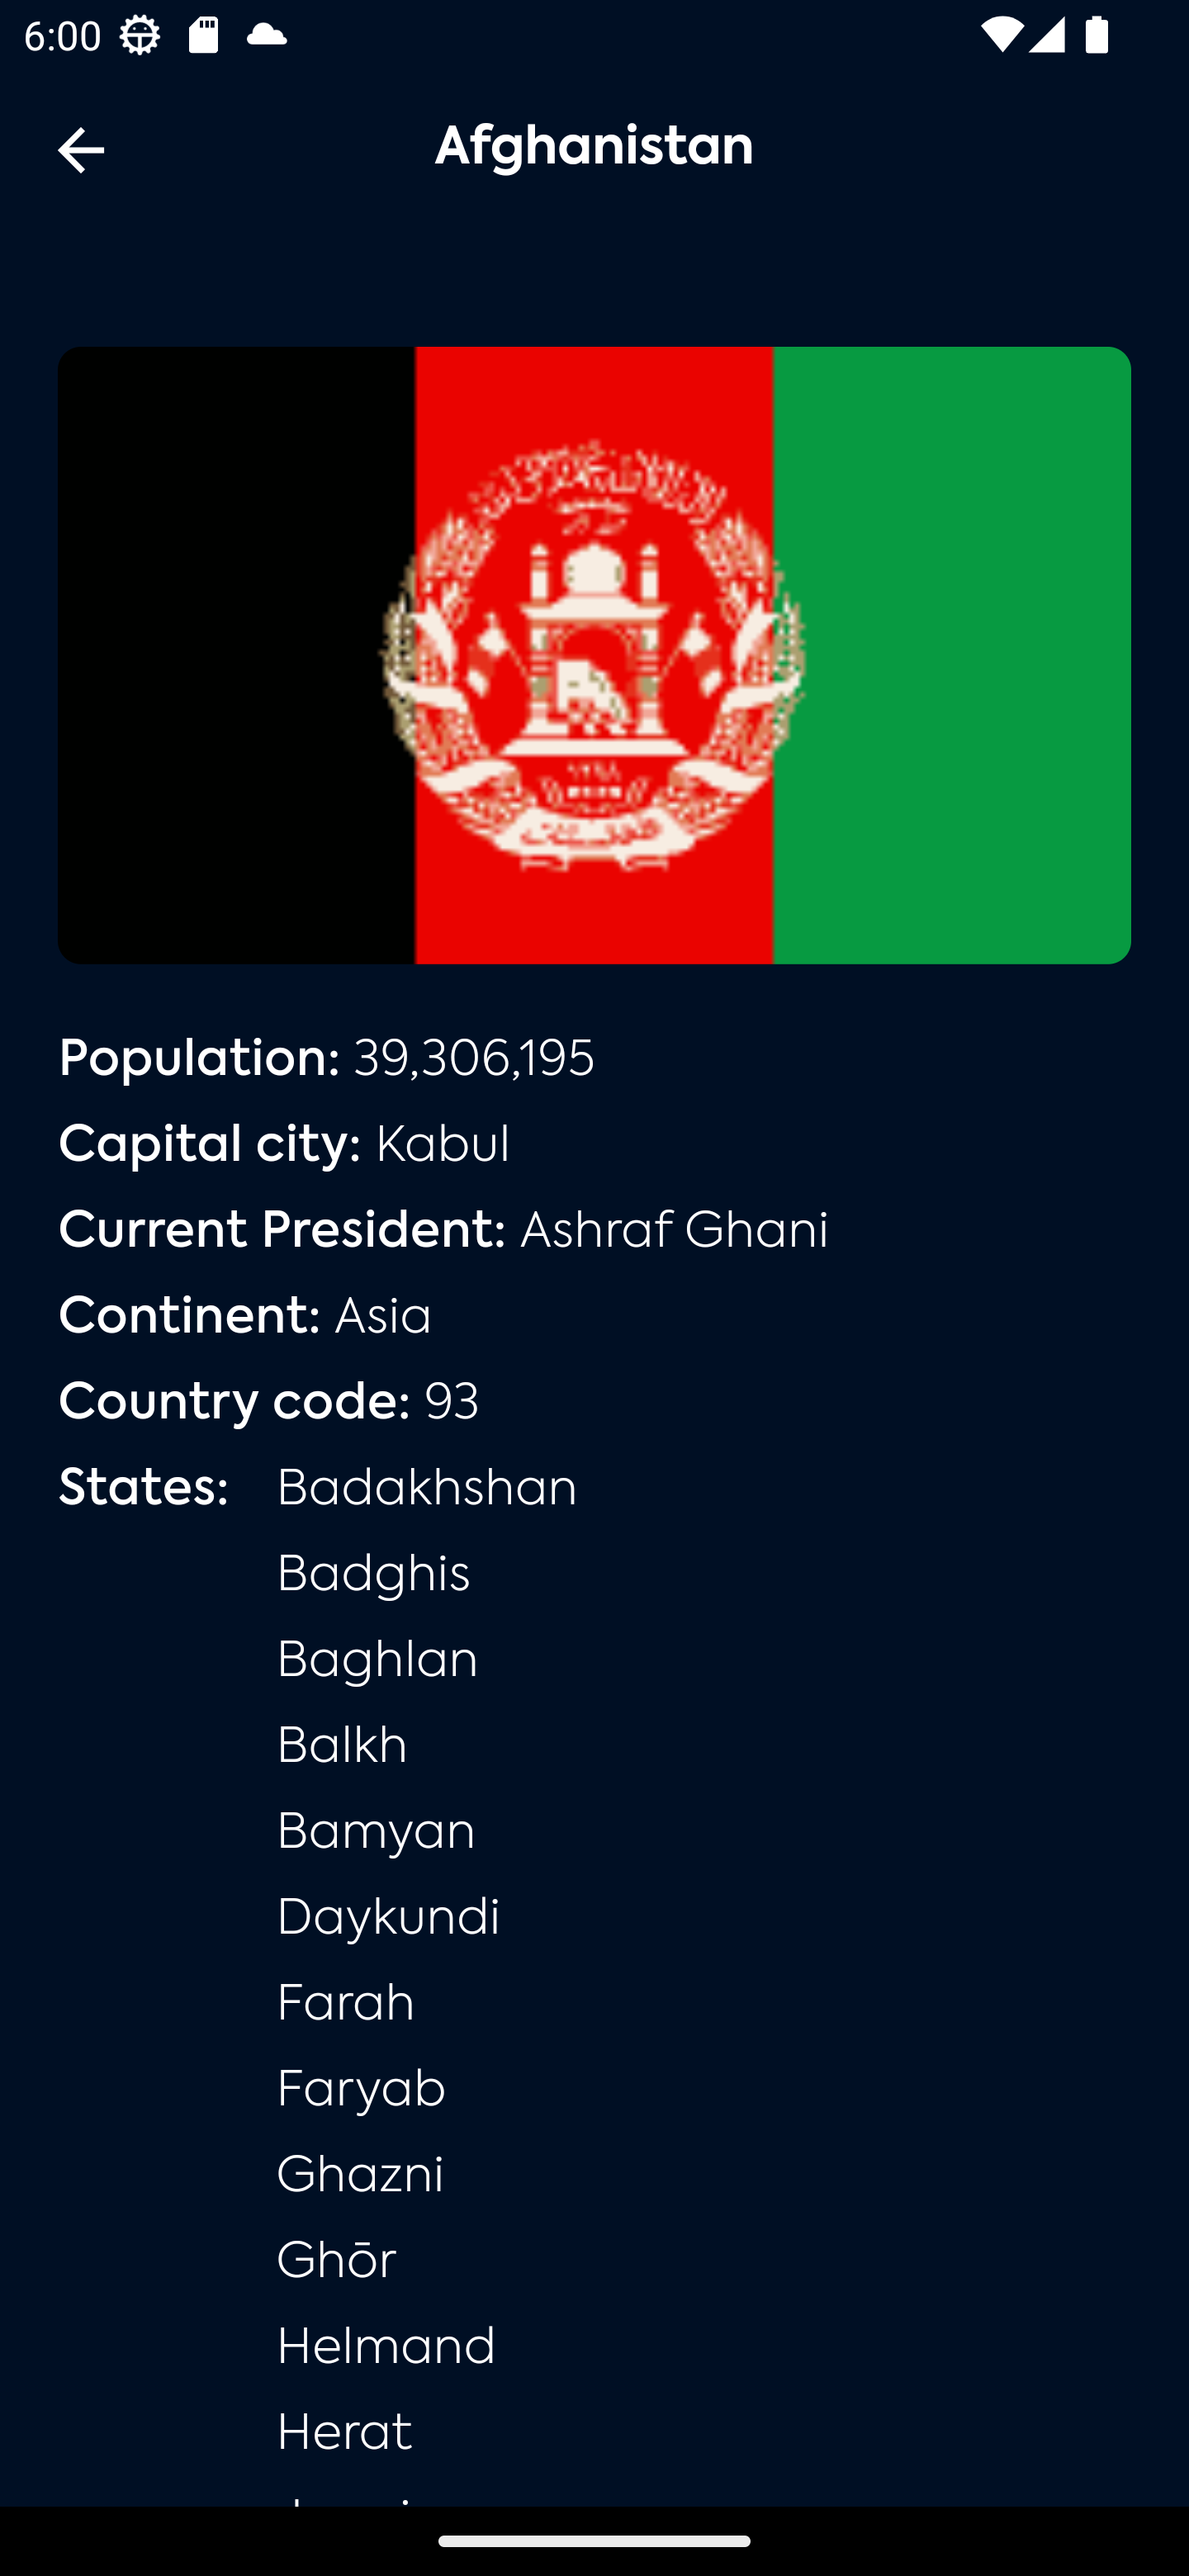 6:00
Afghanistan
Population: 39,306,195
Capital city: Kabul
Current President: Ashraf Ghani
Continent: Asia
Country code: 93
States: Badakhshan
Badghis
Baghlan
Balkh
Bamyan
Daykundi
Farah
Faryab
Ghazni
Ghōr
Helmand
Herat